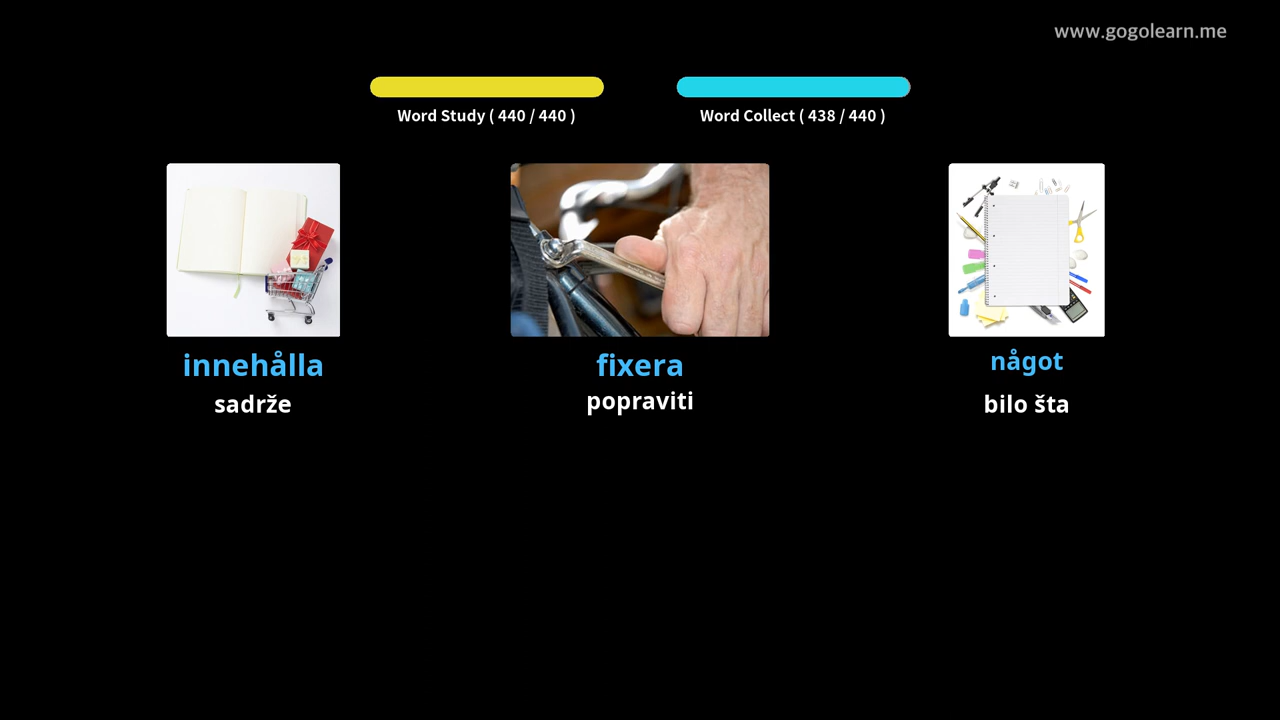 www.gogolearn.me
Word Study ( 440 / 440 )
Word Collect ( 438 / 440 )
innehålla
sadrže
fixera
popraviti
något
bilo šta